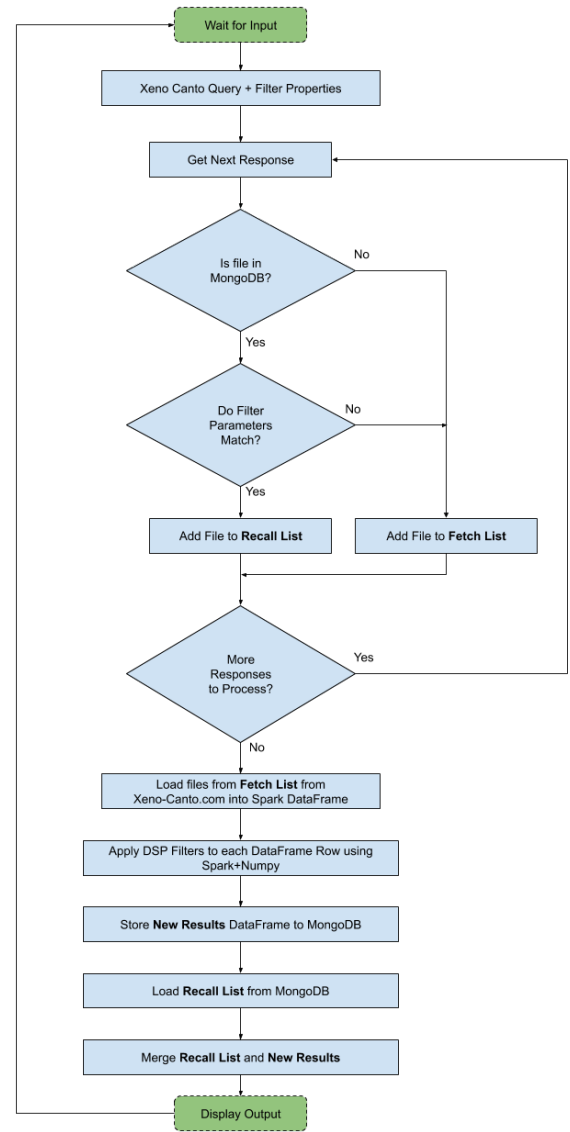 Wait for Input
Xeno Canto Query + Filter Properties
Get Next Response
Is file in
MongoDB?
No
Yes
Do Filter
Parameters
Match?
No
Yes
Add File to Recall List
Add File to Fetch List
More
Responses
to Process?
Yes
No
Load files from Fetch List from
Xeno-Canto.com into Spark DataFrame
Apply DSP Filters to each DataFrame Row using
Spark+Numpy
Store New Results DataFrame to MongoDB
Load Recall List from MongoDB
Merge Recall List and New Results
Display Output